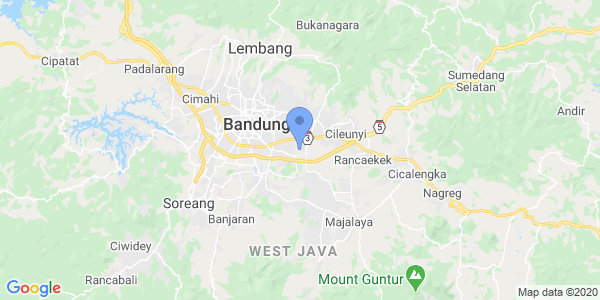 Bukanagara
Lembang
Cipatat
Padalarang
Sumedang
Selatan
Cimahi
Andir
Bandung
3
5
Cileunyi
Rancaekek
Cicalengka
Nagreg
Soreang
Banjaran
Majalaya
Ciwidey
WEST JAVA
Rancabali
Mount Guntur
Google
Map data ©2020